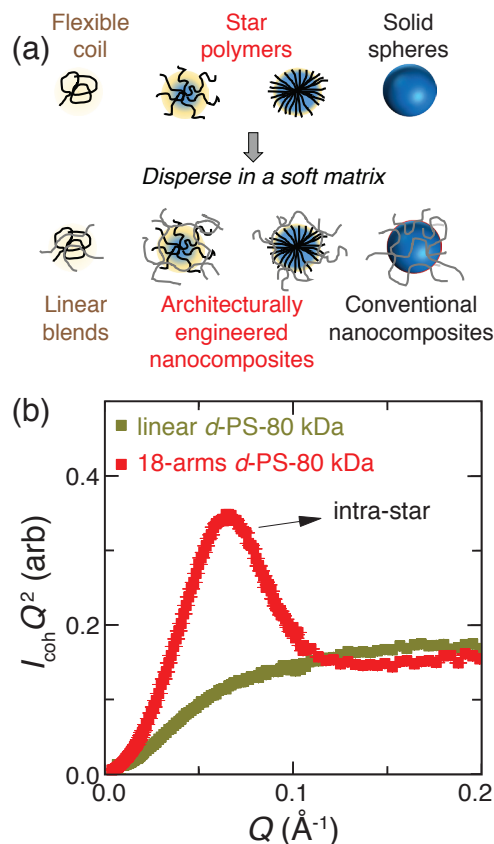 (a)
Flexible
coil
Star
polymers
Solid
spheres
Disperse in a soft matrix
Linear
blends
Architecturally
engineered
nanocomposites
Conventional
nanocomposites
(b)
linear d-PS-80 kDa
18-arms d-PS-80 kDa
intra-star
0.4
0.2
0.0
I_coh Q² (arb)
0.0
0.1
0.2
Q (Å⁻¹)